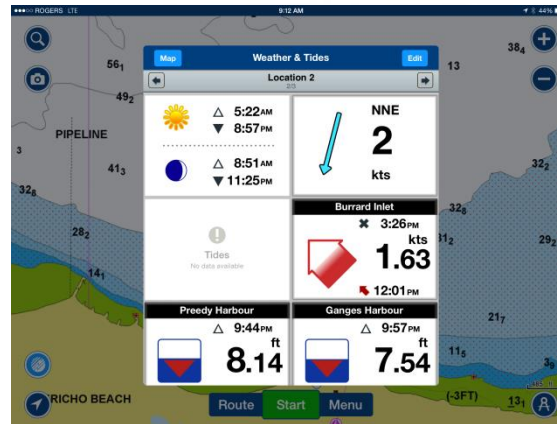 ROGERS LTE 9:12 AM 44%
Map Weather & Tides Edit
Location 2
2/3
5:22AM
8:57PM
8:51AM
11:25PM
NNE
2
kts
Tides
No data available
Burrard Inlet
3:26PM
kts
1.63
12:01PM
Preedy Harbour
9:44PM
ft
8.14
Ganges Harbour
9:57PM
ft
7.54
56₁
49₂
PIPELINE
3
41₃
32₈
28₂
14₁
38₄
13
32₂
32₈
31₂
29₂
21₇
11₅
3₉
(-3FT)
13₁
RICHO BEACH
Route Start Menu